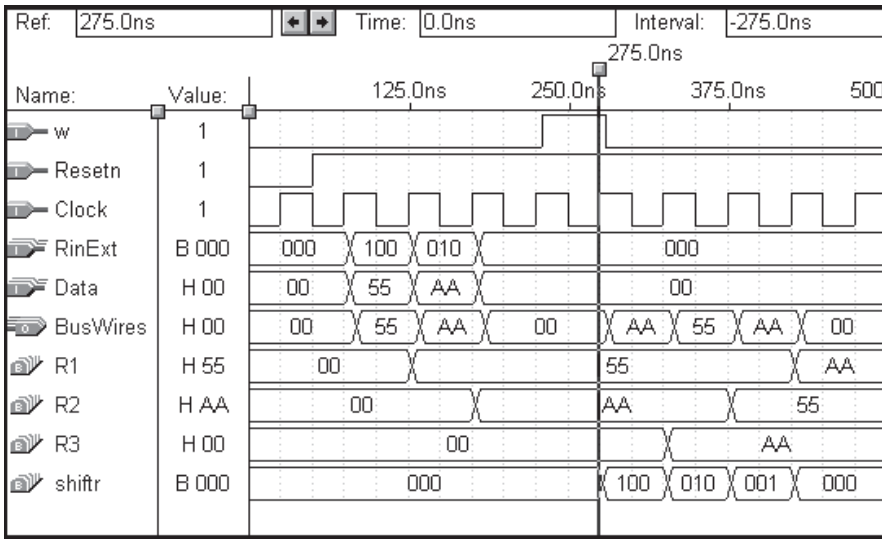 Ref: 275.0ns Time: 0.0ns Interval: -275.0ns
275.0ns
Name: Value: 125.0ns 250.0ns 375.0ns 500
w 1
Resetn 1
Clock 1
RinExt B 000 000 100 010 000
Data H 00 00 55 AA 00
BusWires H 00 00 55 AA 00 AA 55 AA 00
R1 H 55 00 55 AA
R2 H AA 00 AA 55
R3 H 00 00 AA
shiftr B 000 000 100 010 001 000